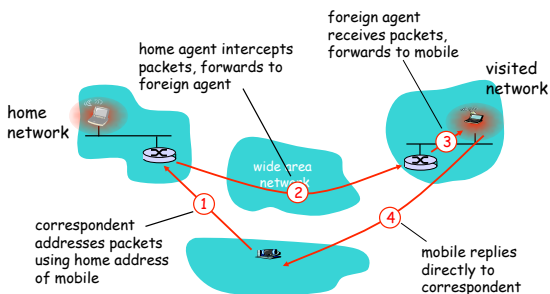 foreign agent
receives packets,
forwards to mobile
home agent intercepts
packets, forwards to
foreign agent
visited
network
home
network
wide area
network
1
2
3
4
correspondent
addresses packets
using home address
of mobile
mobile replies
directly to
correspondent